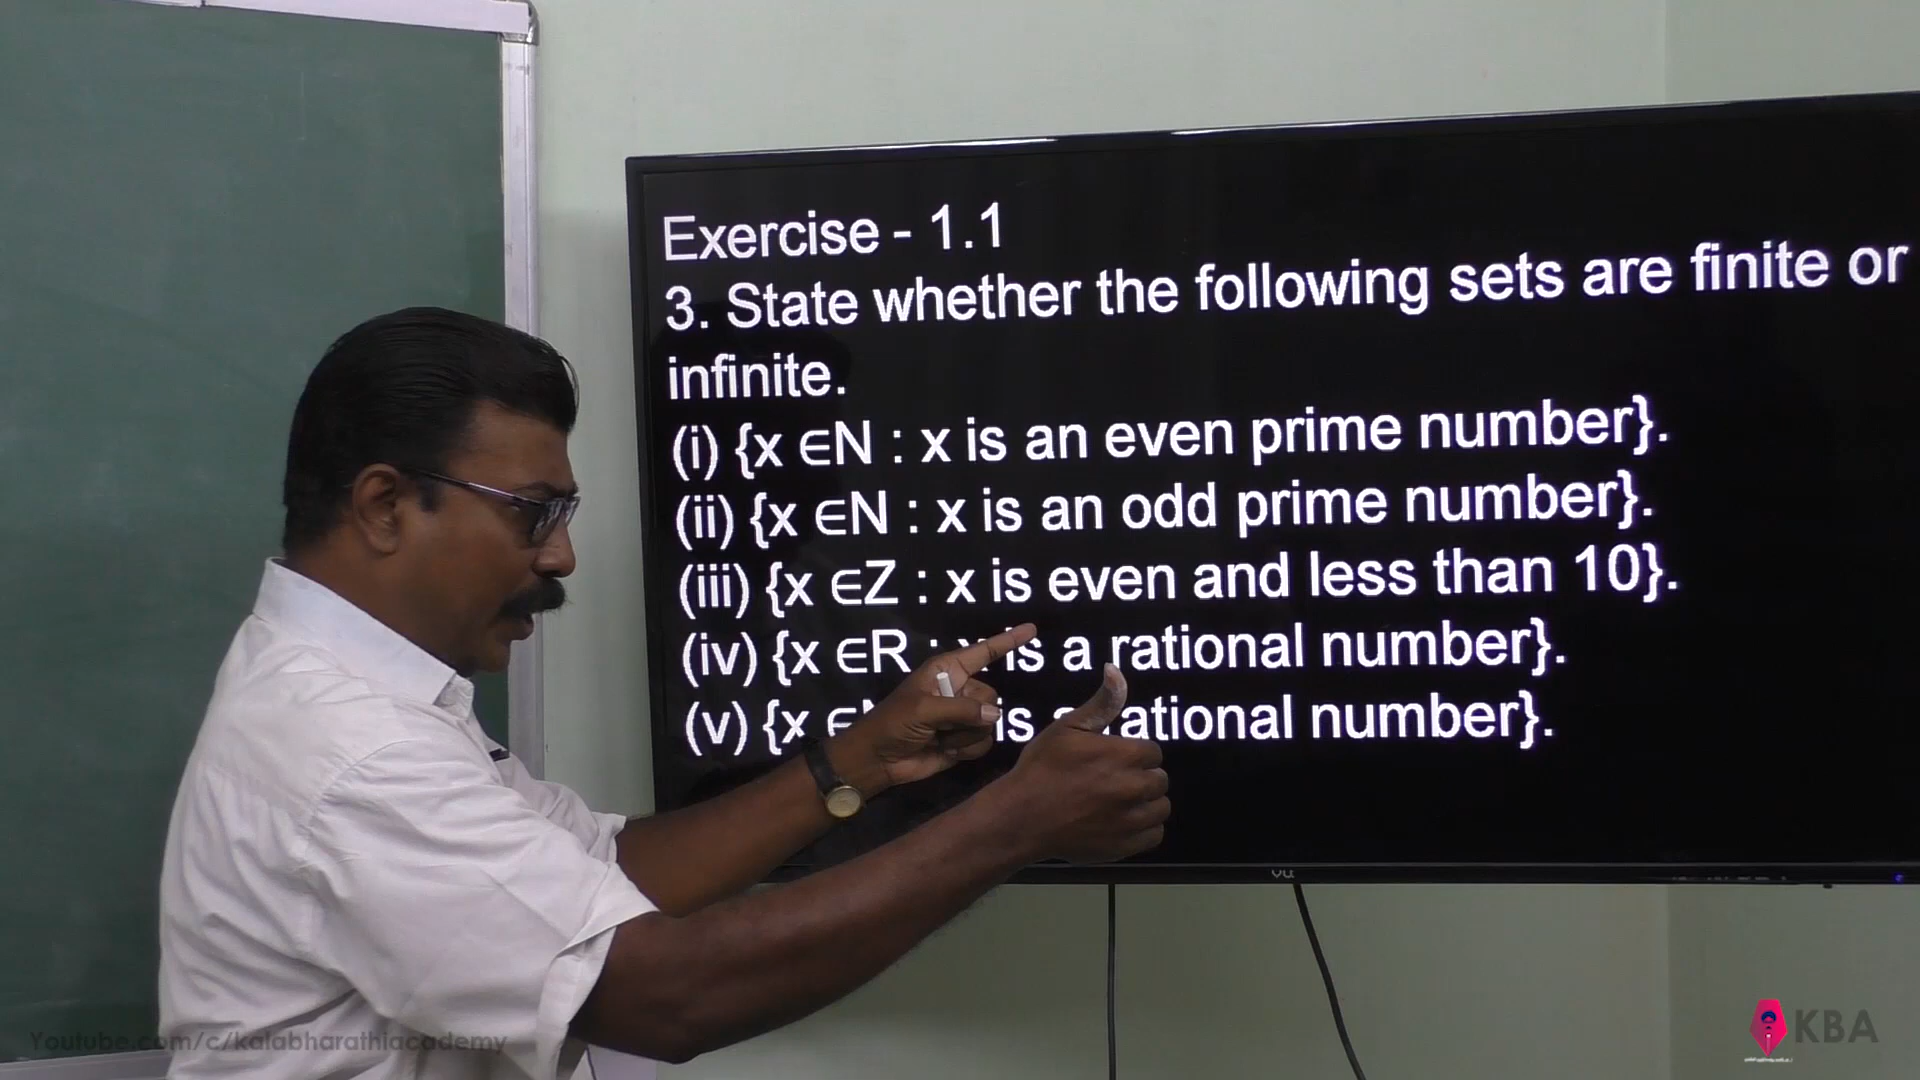 Exercise - 1.1
3. State whether the following sets are finite or
infinite.
(i) {x ∈N : x is an even prime number}.
(ii) {x ∈N : x is an odd prime number}.
(iii) {x ∈Z : x is even and less than 10}.
(iv) {x ∈R : x is a rational number}.
(v) {x ∈N is a rational number}.
vu
Youtube.com/c/kalabharathiacademy
KBA